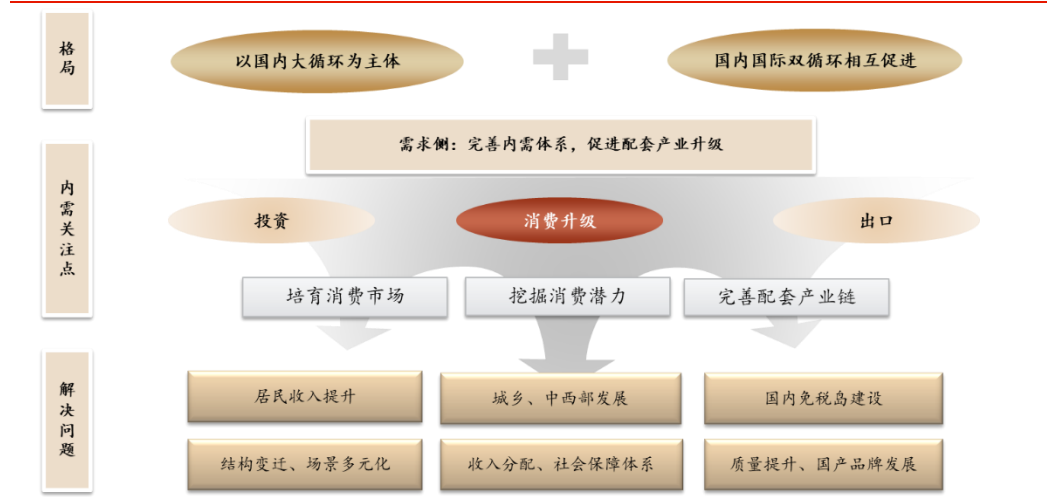 格局
以国内大循环为主体
国内国际双循环相互促进
需求侧：完善内需体系，促进配套产业升级
内需关注点
投资
消费升级
出口
培育消费市场
挖掘消费潜力
完善配套产业链
解决问题
居民收入提升
城乡、中西部发展
国内免税岛建设
结构变迁、场景多元化
收入分配、社会保障体系
质量提升、国产品牌发展